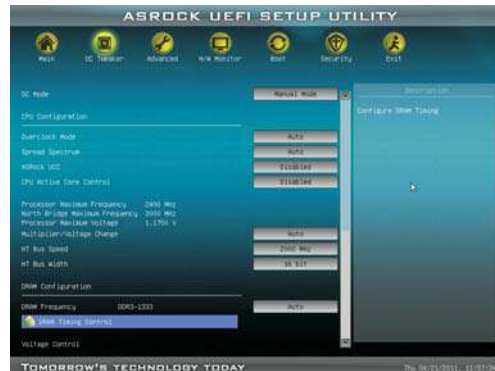 ASROCK UEFI SETUP UTILITY
Main
OC Tweaker
Advanced
H/W Monitor
Boot
Security
Exit
OC Mode
Manual Mode
Description
Configure DRAM Timing
CPU Configuration
Overclock Mode
Auto
Spread Spectrum
Auto
ASRock UCC
Disabled
CPU Active Core Control
Disabled
Processor Maximum Frequency
2400 MHz
North Bridge Maximum Frequency
2000 MHz
Processor Maximum Voltage
1.1750 V
Multiplier/Voltage Change
Auto
HT Bus Speed
2000 MHz
HT Bus Width
16 bit
DRAM Configuration
DRAM Frequency
DDR3-1333
Auto
DRAM Timing Control
Voltage Control
TOMORROW'S TECHNOLOGY TODAY
Thu 04/21/2011,